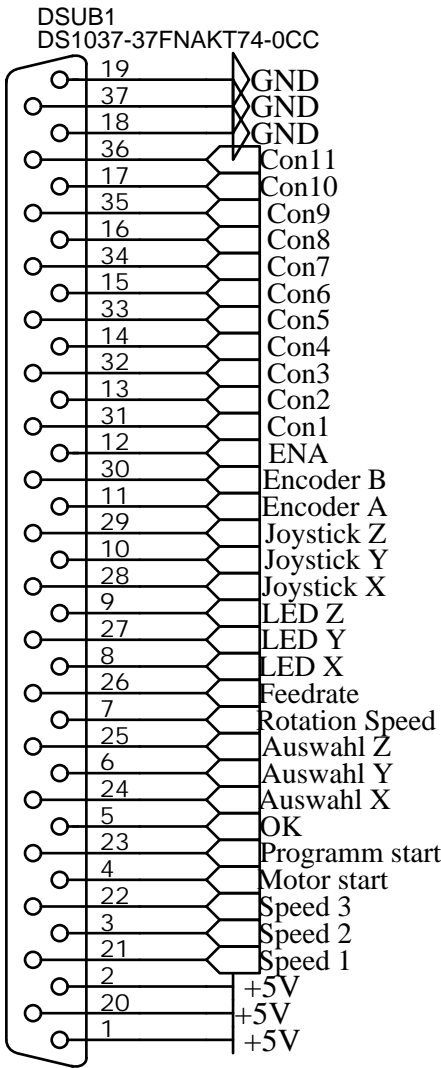 DSUB1
DS1037-37FNAKT74-0CC
19 GND
37 GND
18 GND
36 Con11
17 Con10
35 Con9
16 Con8
34 Con7
15 Con6
33 Con5
14 Con4
32 Con3
13 Con2
31 Con1
12 ENA
30 Encoder B
11 Encoder A
29 Joystick Z
10 Joystick Y
28 Joystick X
9 LED Z
27 LED Y
8 LED X
26 Feedrate
7 Rotation Speed
25 Auswahl Z
6 Auswahl Y
24 Auswahl X
5 OK
23 Programm start
4 Motor start
22 Speed 3
3 Speed 2
21 Speed 1
2 +5V
20 +5V
1 +5V